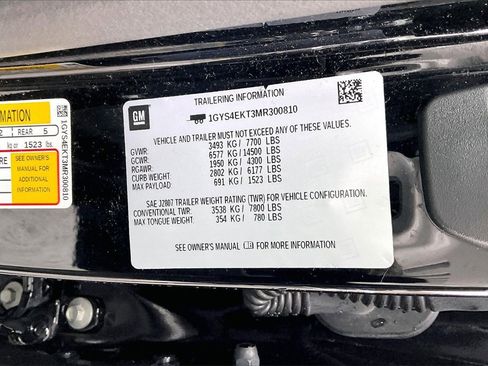 TRAILERING INFORMATION
GM
1GYS4EKT3MR300810
VEHICLE AND TRAILER MUST NOT EXCEED ANY OF THESE VALUES:
GVWR: 3493 KG/ 7700 LBS
GCWR: 6577 KG/14500 LBS
RGAWR: 1950 KG/ 4300 LBS
CURB WEIGHT: 2802 KG/ 6177 LBS
MAX PAYLOAD: 691 KG/ 1523 LBS
SAE J2807 TRAILER WEIGHT RATING (TWR) FOR VEHICLE CONFIGURATION.
CONVENTIONAL TWR: 3538 KG/ 7800 LBS
MAX TONGUE WEIGHT: 354 KG/ 780 LBS
SEE OWNER'S MANUAL FOR MORE INFORMATION
2 REAR 5
kg or 1523 lbs.
SEE OWNER'S
MANUAL FOR
ADDITIONAL
INFORMATION
1GYS4EKT3MR300810